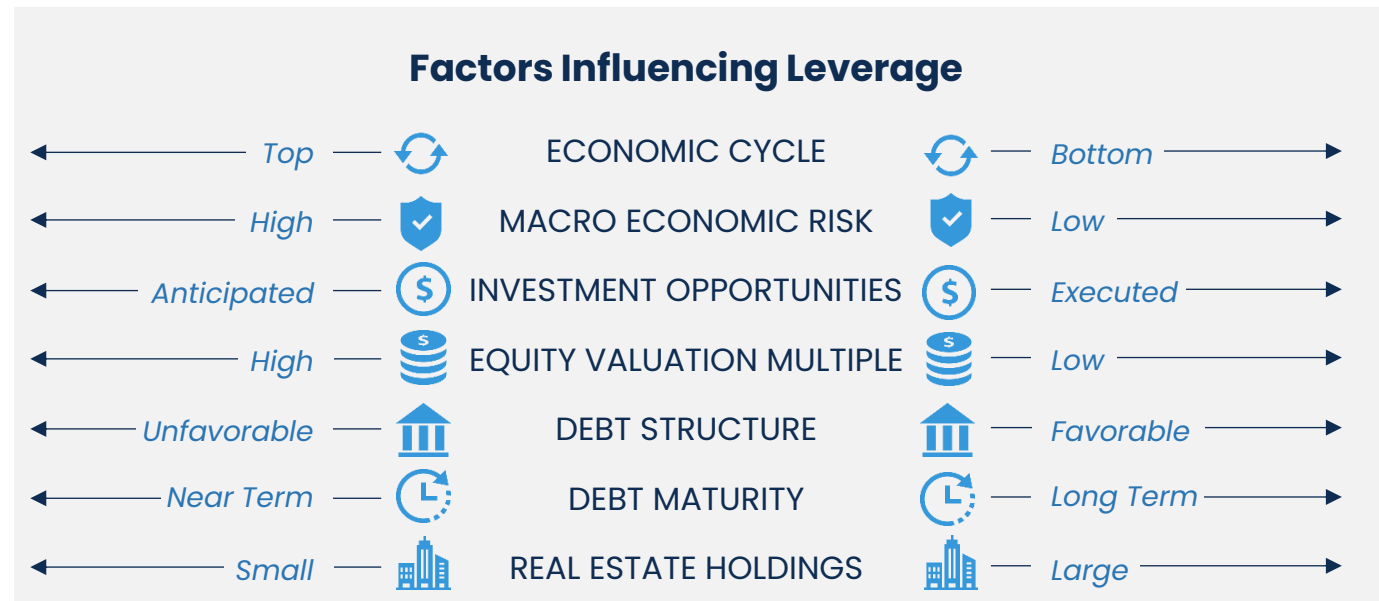 Factors Influencing Leverage
Top ECONOMIC CYCLE Bottom
High MACRO ECONOMIC RISK Low
Anticipated $ INVESTMENT OPPORTUNITIES $ Executed
High $ EQUITY VALUATION MULTIPLE $ Low
Unfavorable DEBT STRUCTURE Favorable
Near Term DEBT MATURITY Long Term
Small REAL ESTATE HOLDINGS Large